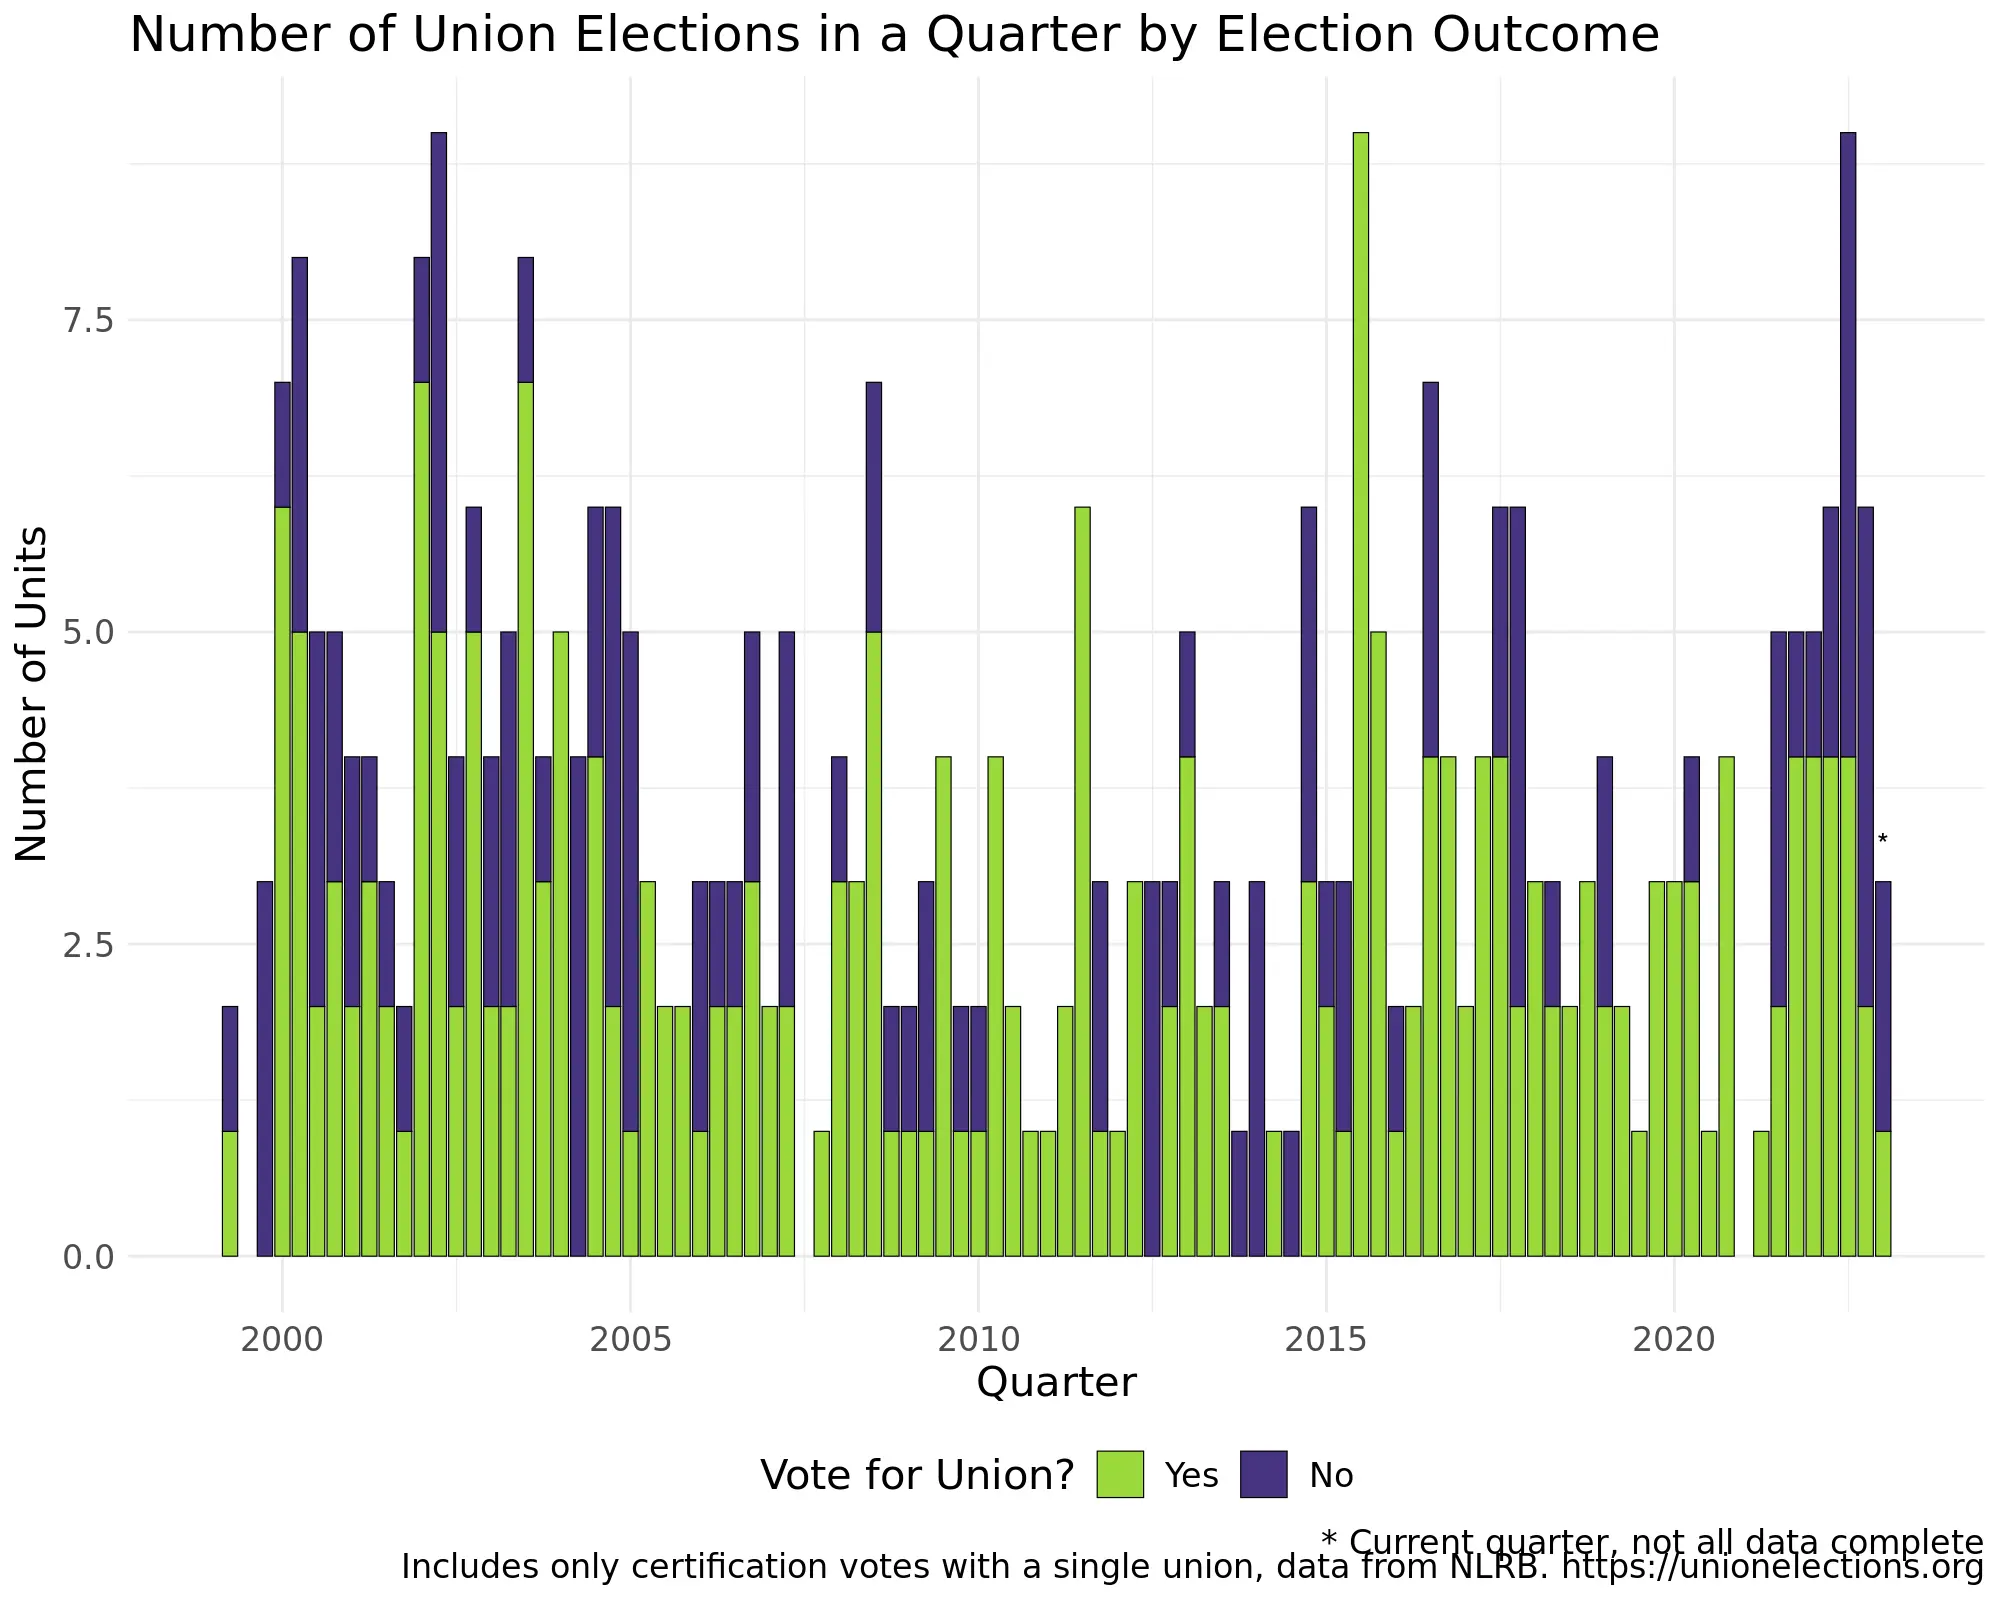 Number of Union Elections in a Quarter by Election Outcome
Number of Units
7.5
5.0
2.5
0.0
*
2000 2005 2010 2015 2020
Quarter
Vote for Union? Yes No
* Current quarter, not all data complete
Includes only certification votes with a single union, data from NLRB. https://unionelections.org